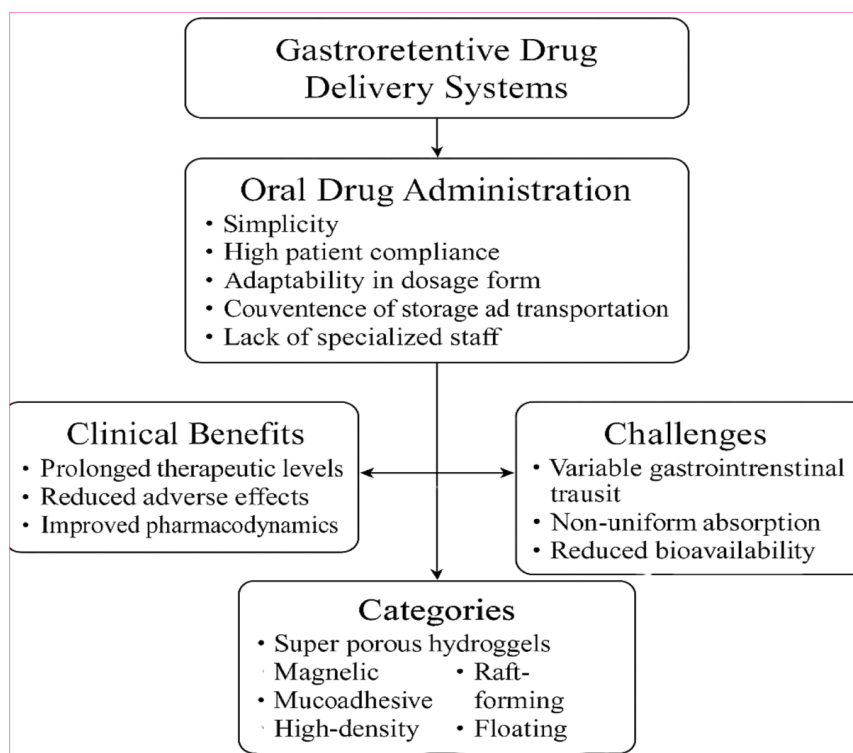 Gastroretentive Drug
Delivery Systems
Oral Drug Administration
• Simplicity
• High patient compliance
• Adaptability in dosage form
• Couventence of storage ad transportation
• Lack of specialized staff
Clinical Benefits
• Prolonged therapeutic levels
• Reduced adverse effects
• Improved pharmacodynamics
Challenges
• Variable gastrointrenstinal
trausit
• Non-uniform absorption
• Reduced bioavailability
Categories
• Super porous hydroggels
Magnelic
Mucoadhesive
High-density
• Raft-
forming
• Floating